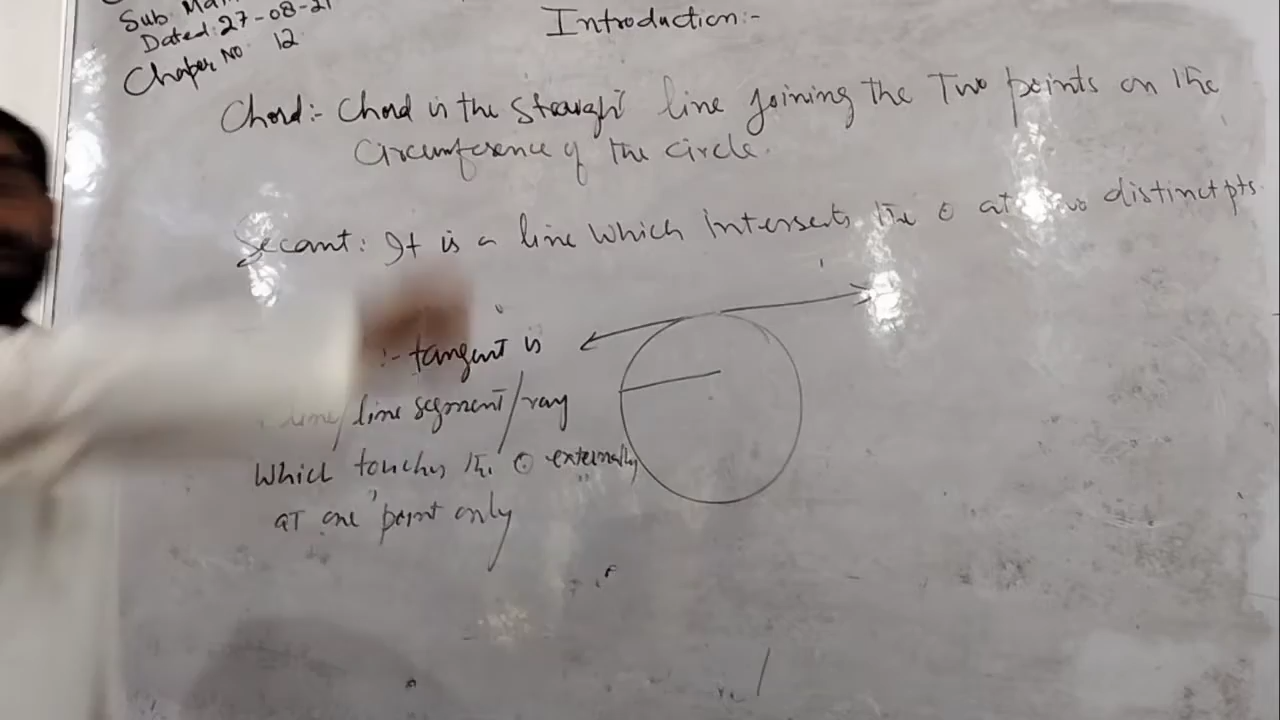 Sub: Mat
Dated: 27-08-21
Chaper No 12
Introduction:-
Chord:- Chord is the straight line joining the Two points on the
Circumference of the circle.
Secant: It is a line which intersects the ⊙ at two distinct pts.
:- tangent is
line/line segment/ray
Which touches the ⊙ externally
at one point only